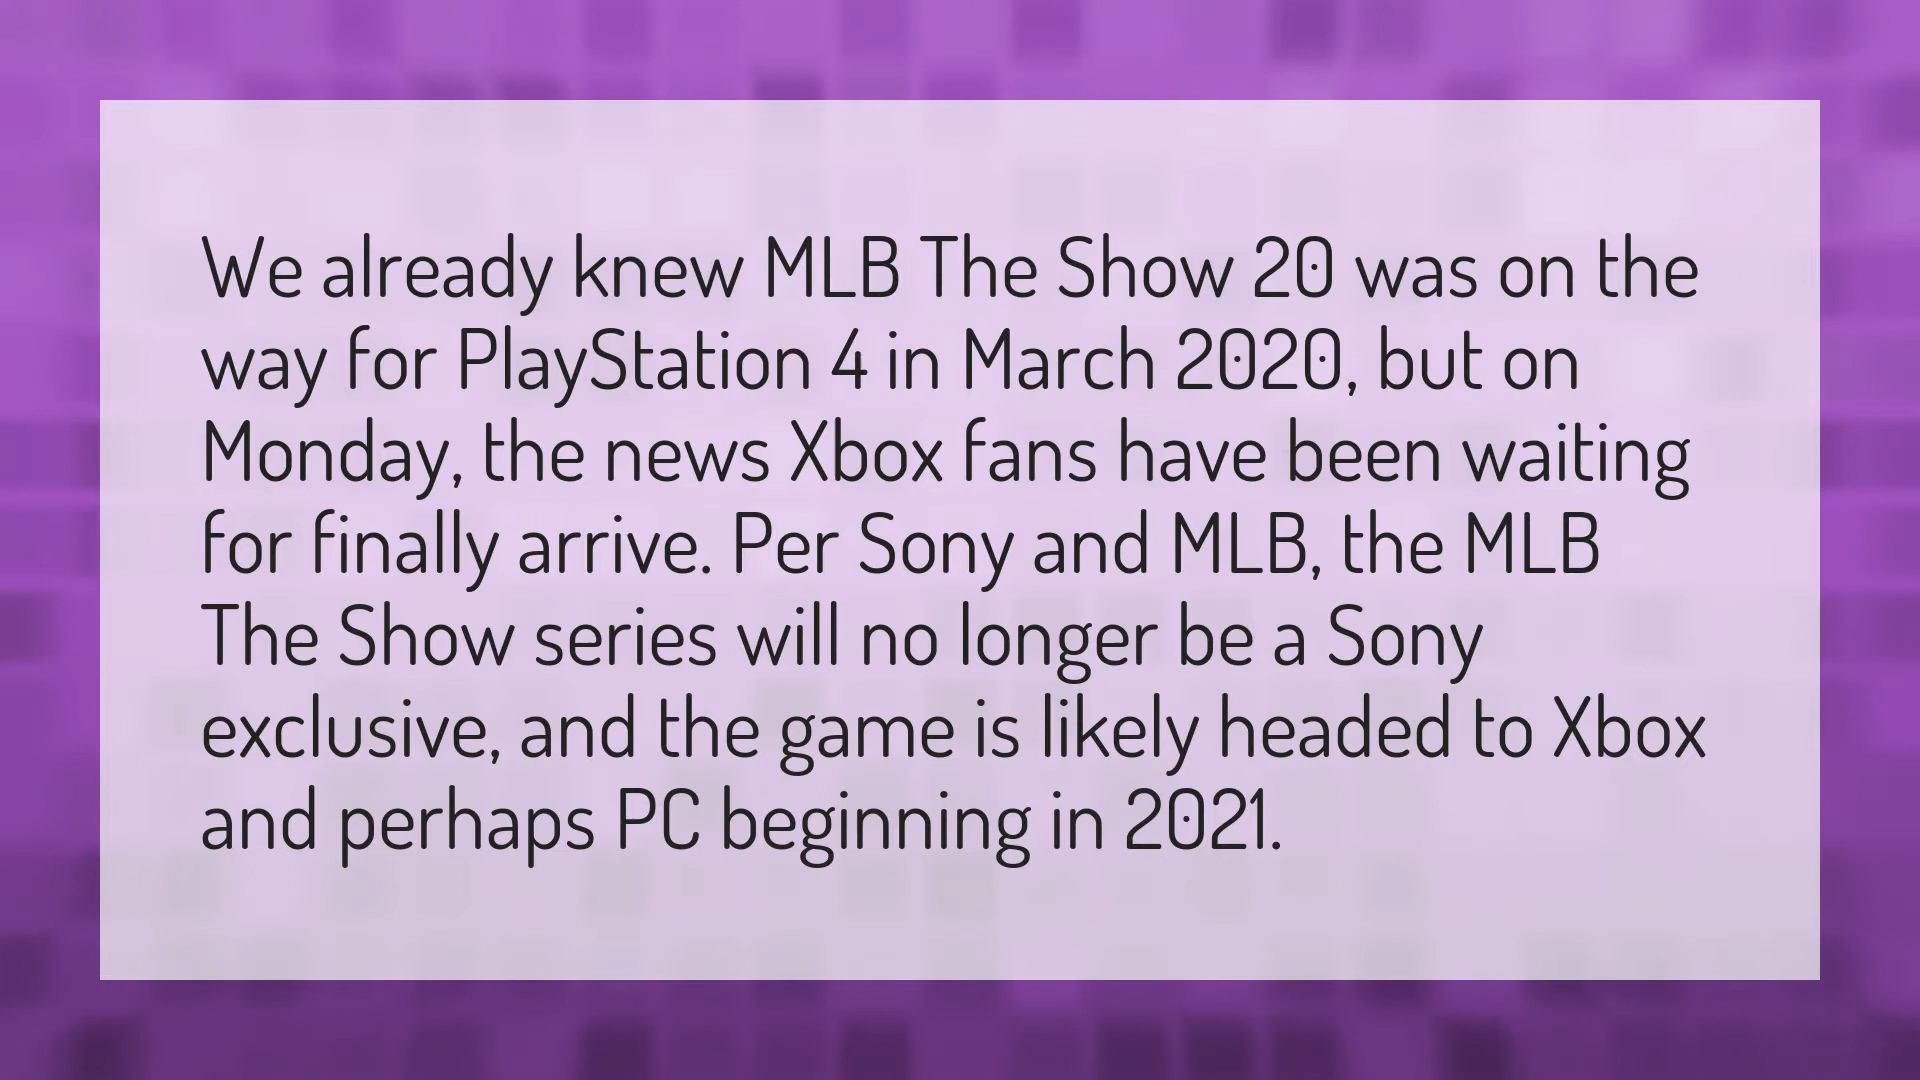 We already knew MLB The Show 20 was on the
way for PlayStation 4 in March 2020, but on
Monday, the news Xbox fans have been waiting
for finally arrive. Per Sony and MLB, the MLB
The Show series will no longer be a Sony
exclusive, and the game is likely headed to Xbox
and perhaps PC beginning in 2021.